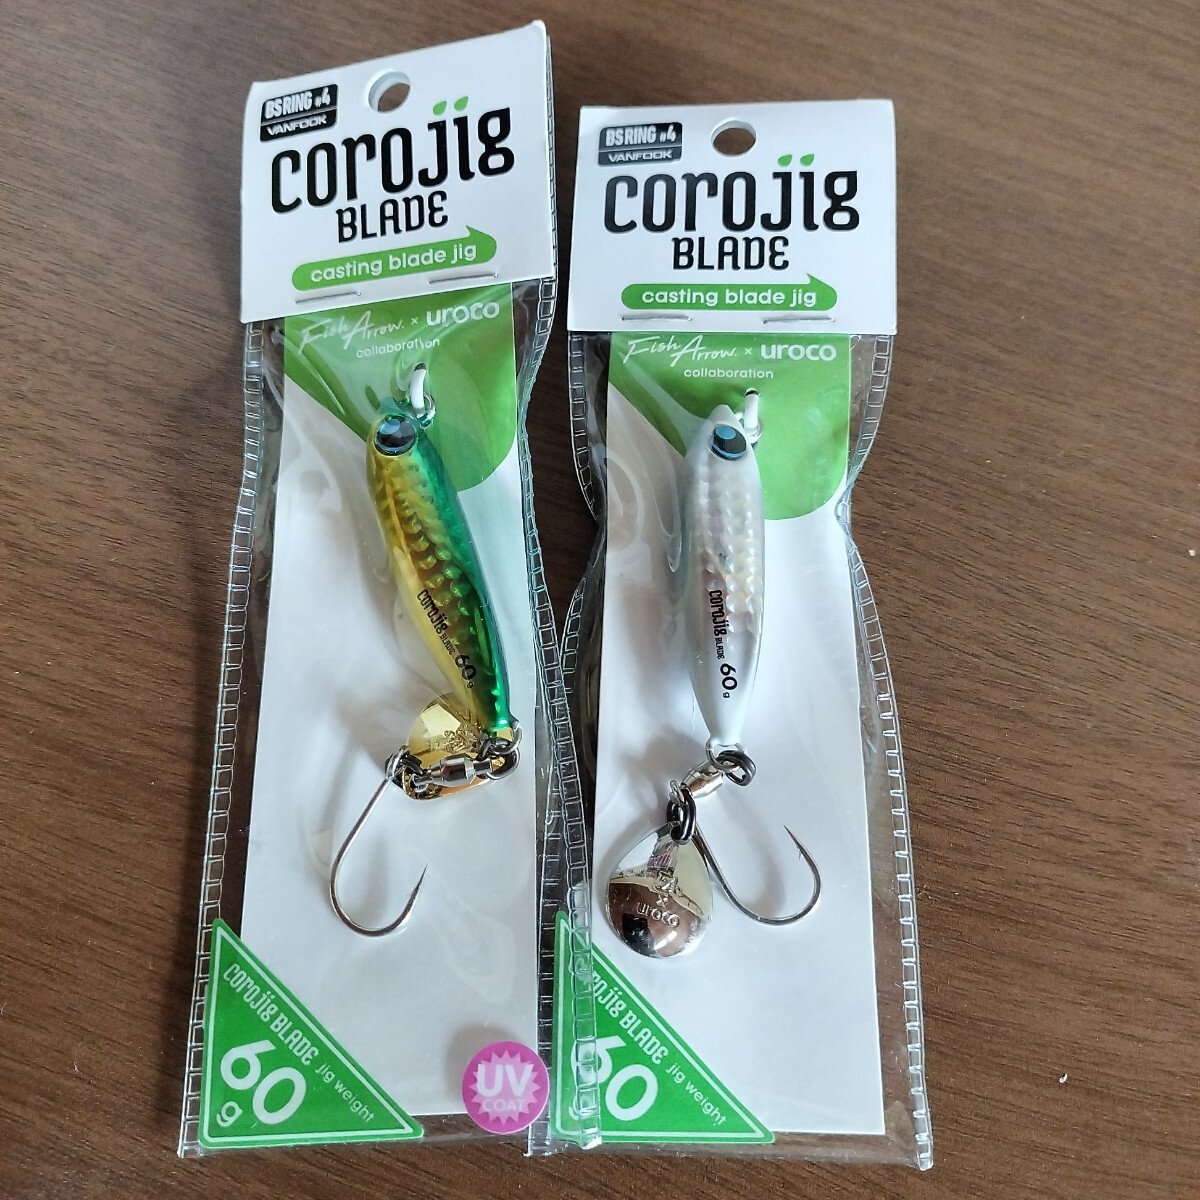 BS RING #4
VANFOOK
corojig
BLADE
casting blade jig
Fish Arrow × uroco
collaboration
corojig BLADE 60g
corojig BLADE
60g
jig weight
UV
COAT
BS RING #4
VANFOOK
corojig
BLADE
casting blade jig
Fish Arrow × uroco
collaboration
corojig BLADE 60g
×
uroco
corojig BLADE
60g
jig weight